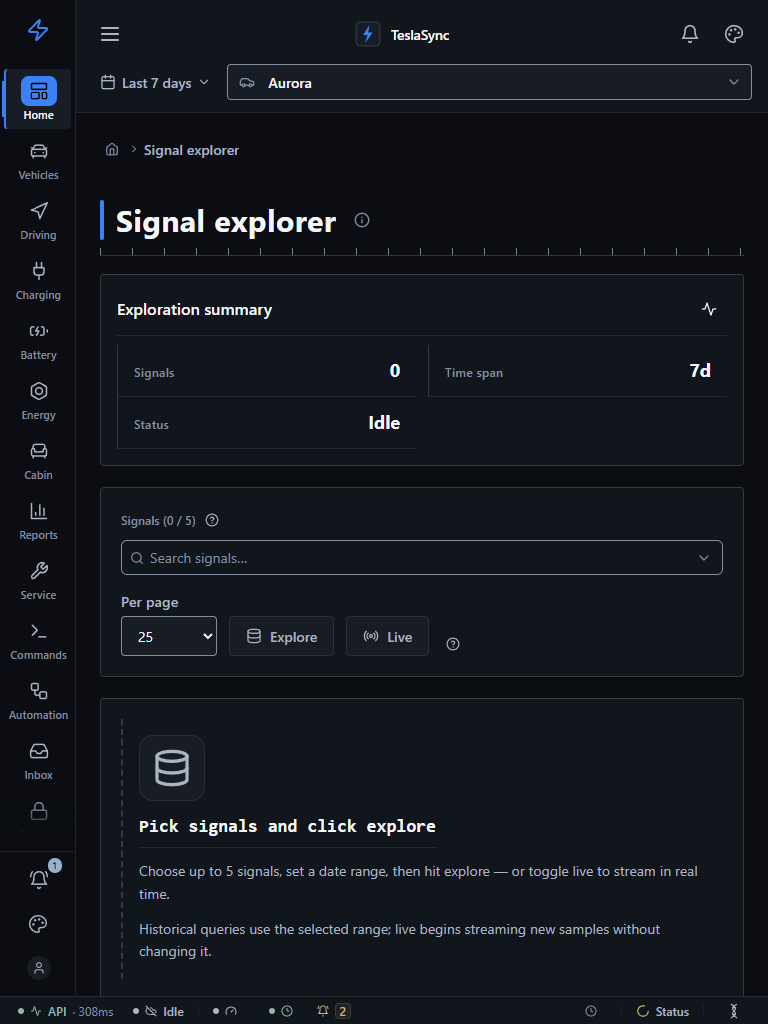 TeslaSync
Last 7 days
Aurora
Home
Vehicles
Driving
Charging
Battery
Energy
Cabin
Reports
Service
Commands
Automation
Inbox
1
Signal explorer
Signal explorer
Exploration summary
Signals 0
Time span 7d
Status Idle
Signals (0 / 5)
Search signals...
Per page
25
Explore
Live
Pick signals and click explore
Choose up to 5 signals, set a date range, then hit explore — or toggle live to stream in real
time.
Historical queries use the selected range; live begins streaming new samples without
changing it.
API · 308ms
Idle
2
Status